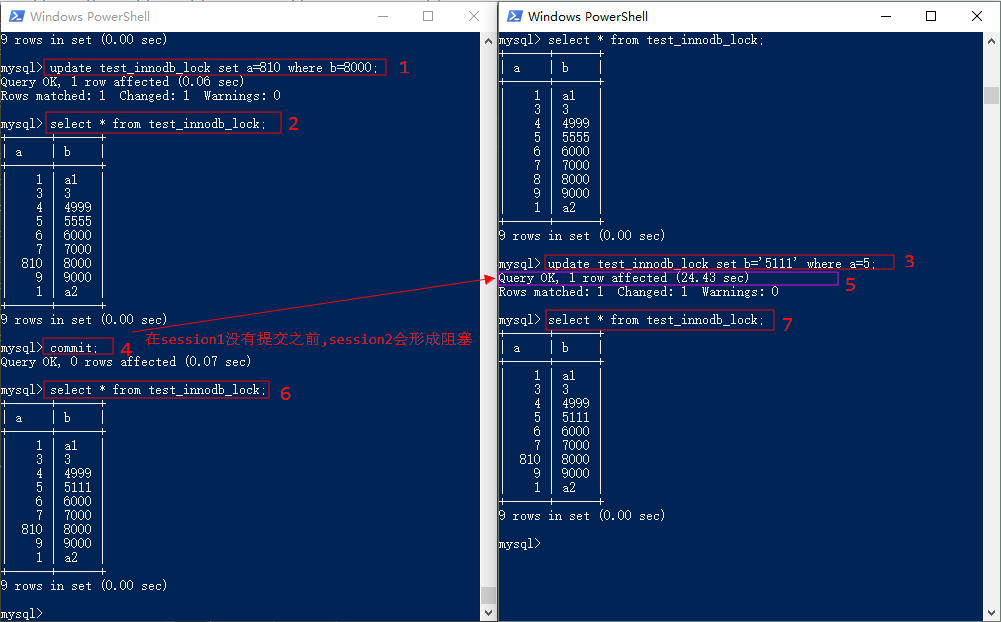 Windows PowerShell
9 rows in set (0.00 sec)
mysql> update test_innodb_lock set a=810 where b=8000; 1
Query OK, 1 row affected (0.06 sec)
Rows matched: 1  Changed: 1  Warnings: 0
mysql> select * from test_innodb_lock; 2
| a | b |
| 1 | a1 |
| 3 | 3 |
| 4 | 4999 |
| 5 | 5555 |
| 6 | 6000 |
| 7 | 7000 |
| 810 | 8000 |
| 9 | 9000 |
| 1 | a2 |
9 rows in set (0.00 sec)
在session1没有提交之前,session2会形成阻塞
mysql> commit; 4
Query OK, 0 rows affected (0.07 sec)
mysql> select * from test_innodb_lock; 6
| a | b |
| 1 | a1 |
| 3 | 3 |
| 4 | 4999 |
| 5 | 5111 |
| 6 | 6000 |
| 7 | 7000 |
| 810 | 8000 |
| 9 | 9000 |
| 1 | a2 |
9 rows in set (0.00 sec)
mysql>
Windows PowerShell
mysql> select * from test_innodb_lock;
| a | b |
| 1 | a1 |
| 3 | 3 |
| 4 | 4999 |
| 5 | 5555 |
| 6 | 6000 |
| 7 | 7000 |
| 8 | 8000 |
| 9 | 9000 |
| 1 | a2 |
9 rows in set (0.00 sec)
mysql> update test_innodb_lock set b='5111' where a=5; 3
Query OK, 1 row affected (24.43 sec) 5
Rows matched: 1  Changed: 1  Warnings: 0
mysql> select * from test_innodb_lock; 7
| a | b |
| 1 | a1 |
| 3 | 3 |
| 4 | 4999 |
| 5 | 5111 |
| 6 | 6000 |
| 7 | 7000 |
| 810 | 8000 |
| 9 | 9000 |
| 1 | a2 |
9 rows in set (0.00 sec)
mysql>